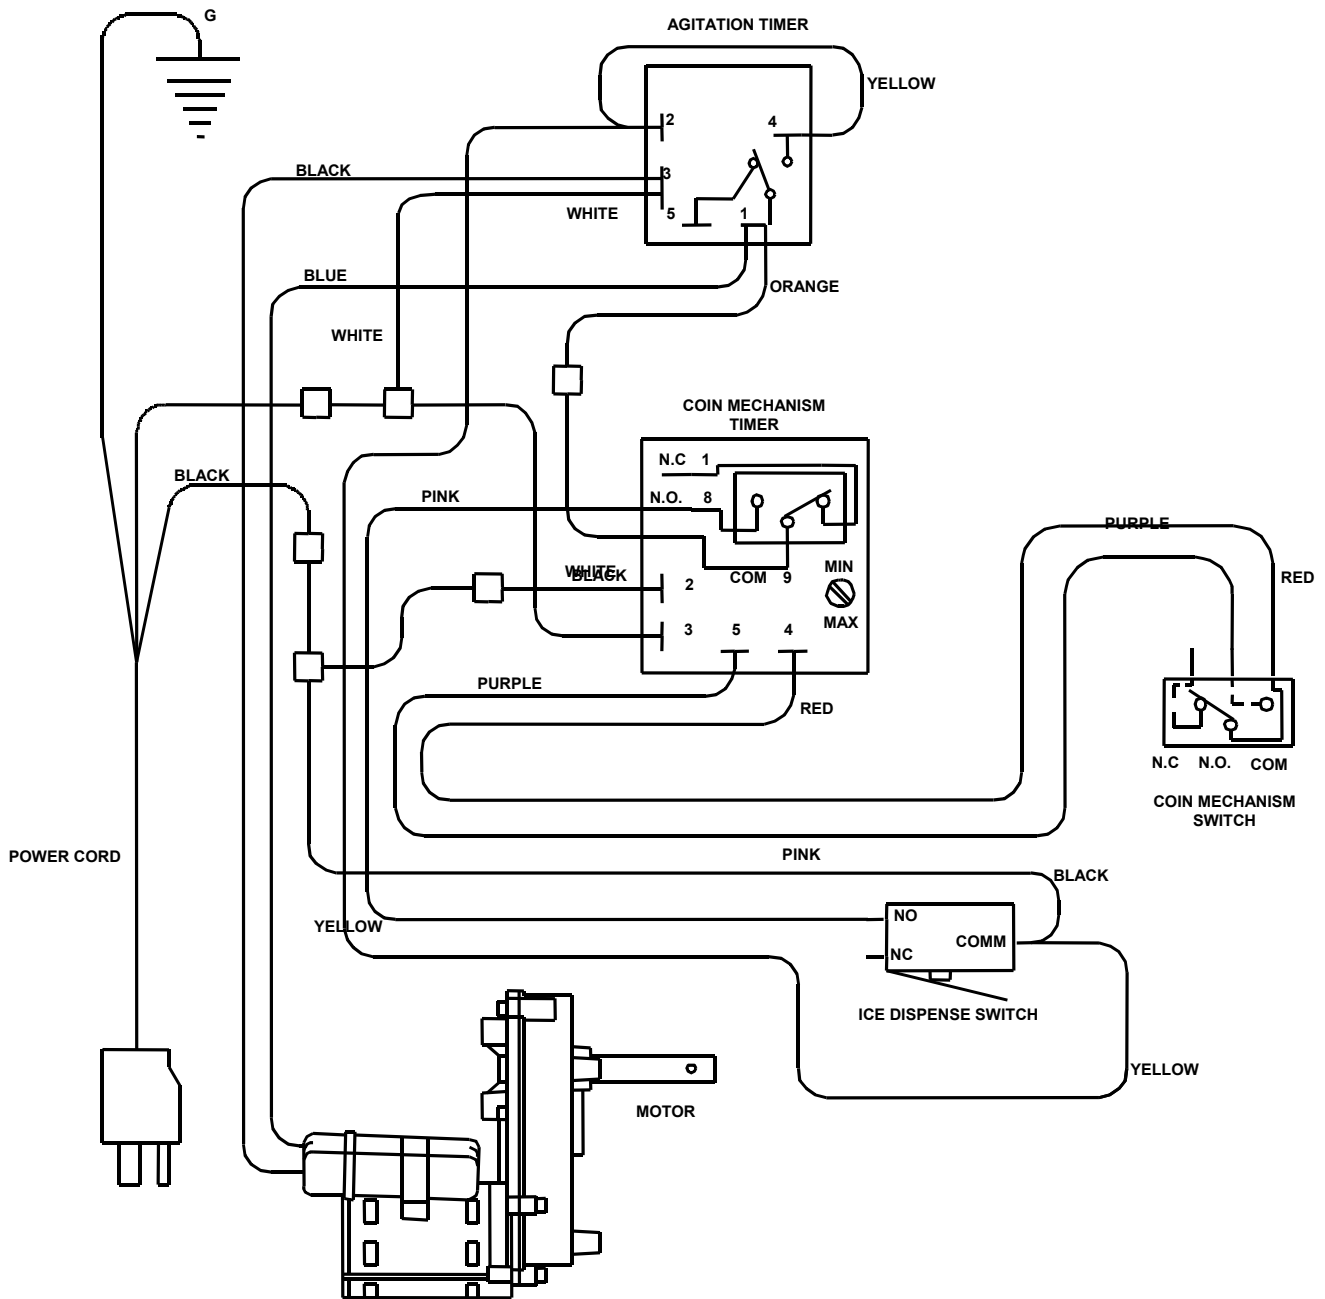 G
AGITATION TIMER
YELLOW
2
4
BLACK
3
WHITE
5
1
BLUE
ORANGE
WHITE
COIN MECHANISM
TIMER
N.C 1
BLACK
PINK
N.O. 8
PURPLE
WHITE
BLACK
COM 9
MIN
RED
2
MAX
3
5
4
PURPLE
RED
N.C N.O. COM
COIN MECHANISM
SWITCH
POWER CORD
PINK
BLACK
YELLOW
NO
COMM
NC
ICE DISPENSE SWITCH
YELLOW
MOTOR